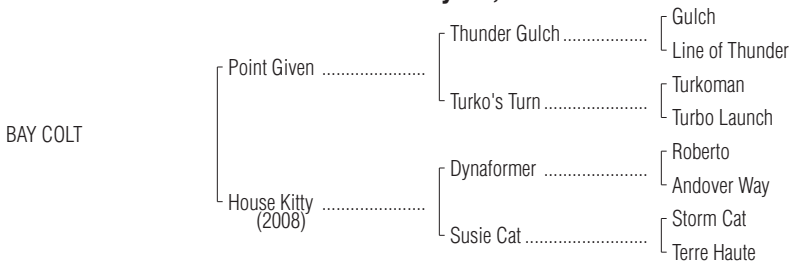 Gulch
Thunder Gulch....................
Line of Thunder
Point Given ......................
Turkoman
Turko's Turn......................
Turbo Launch
BAY COLT
Roberto
Dynaformer ......................
Andover Way
House Kitty ......................
(2008)
Storm Cat
Susie Cat..........................
Terre Haute